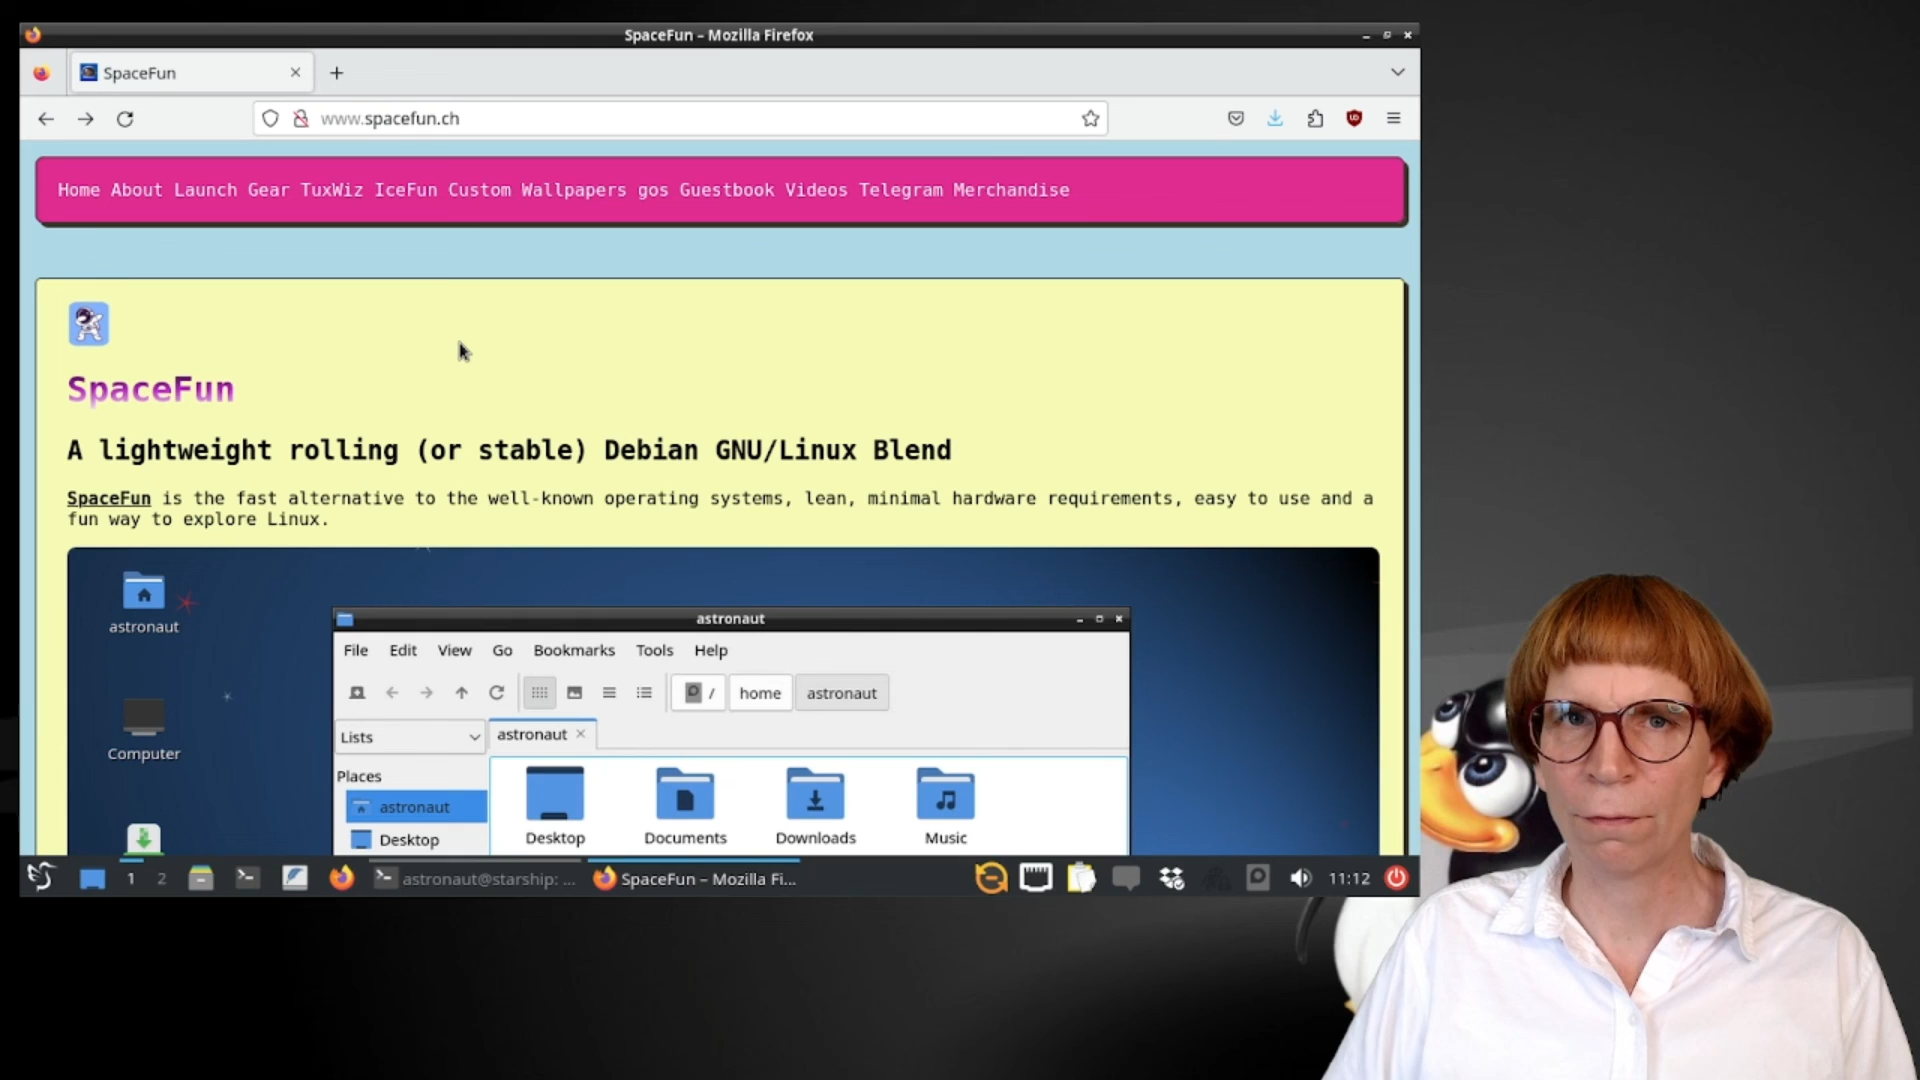 SpaceFun – Mozilla Firefox
SpaceFun
www.spacefun.ch
Home About Launch Gear TuxWiz IceFun Custom Wallpapers gos Guestbook Videos Telegram Merchandise
SpaceFun
A lightweight rolling (or stable) Debian GNU/Linux Blend
SpaceFun is the fast alternative to the well-known operating systems, lean, minimal hardware requirements, easy to use and a
fun way to explore Linux.
astronaut
astronaut
File Edit View Go Bookmarks Tools Help
/ home astronaut
Lists
astronaut
Computer
Places
astronaut
Desktop
Desktop Documents Downloads Music
1 2
astronaut@starship: ...
SpaceFun – Mozilla Fi...
11:12